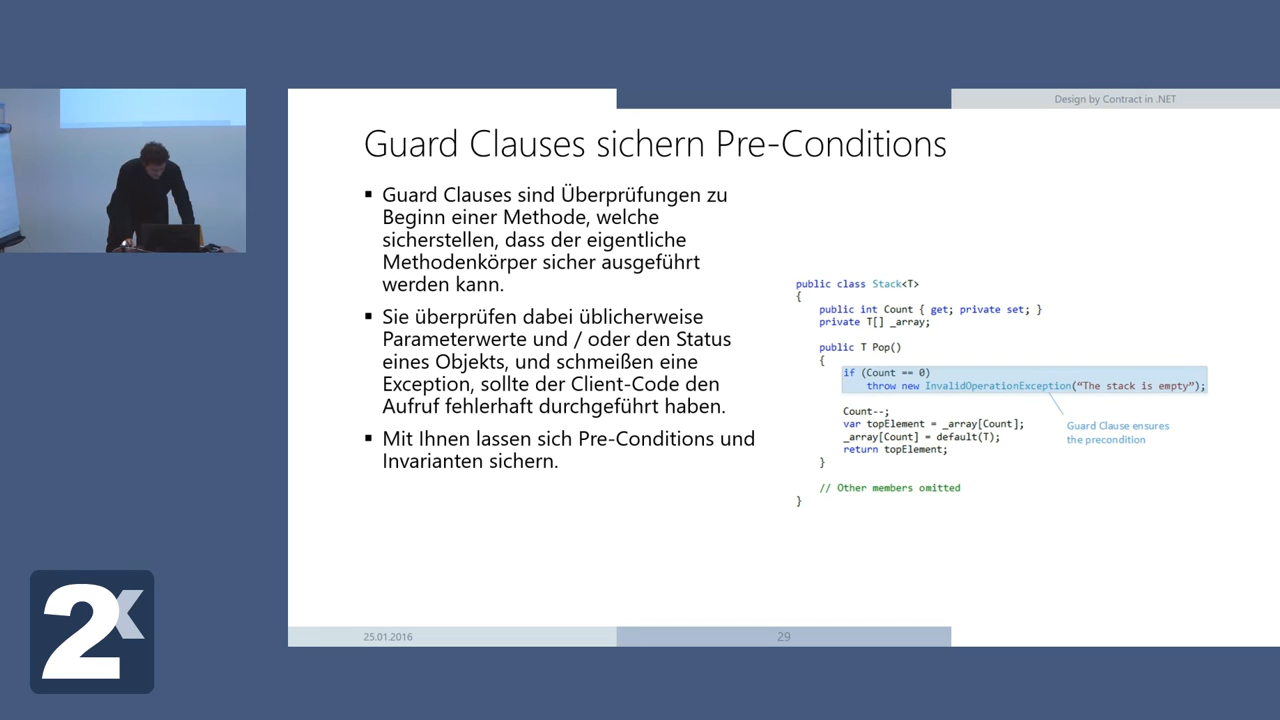 Design by Contract in .NET
Guard Clauses sichern Pre-Conditions
▪ Guard Clauses sind Überprüfungen zu
Beginn einer Methode, welche
sicherstellen, dass der eigentliche
Methodenkörper sicher ausgeführt
werden kann.
▪ Sie überprüfen dabei üblicherweise
Parameterwerte und / oder den Status
eines Objekts, und schmeißen eine
Exception, sollte der Client-Code den
Aufruf fehlerhaft durchgeführt haben.
▪ Mit Ihnen lassen sich Pre-Conditions und
Invarianten sichern.
public class Stack<T>
{
public int Count { get; private set; }
private T[] _array;
public T Pop()
{
if (Count == 0)
throw new InvalidOperationException(“The stack is empty”);
Count--;
var topElement = _array[Count];
_array[Count] = default(T);
return topElement;
}
// Other members omitted
}
Guard Clause ensures
the precondition
25.01.2016
29
2x